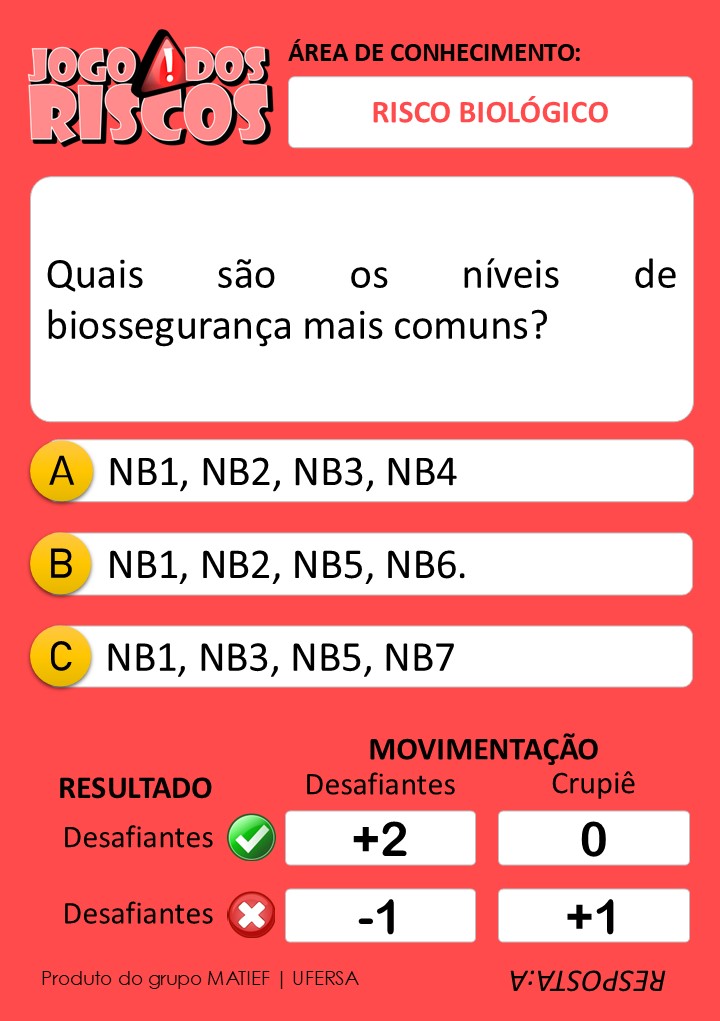 JOGO DOS
RISCOS
ÁREA DE CONHECIMENTO:
RISCO BIOLÓGICO
Quais são os níveis de
biossegurança mais comuns?
A NB1, NB2, NB3, NB4
B NB1, NB2, NB5, NB6.
C NB1, NB3, NB5, NB7
MOVIMENTAÇÃO
RESULTADO Desafiantes Crupiê
Desafiantes +2 0
Desafiantes -1 +1
Produto do grupo MATIEF | UFERSA
RESPOSTA:A